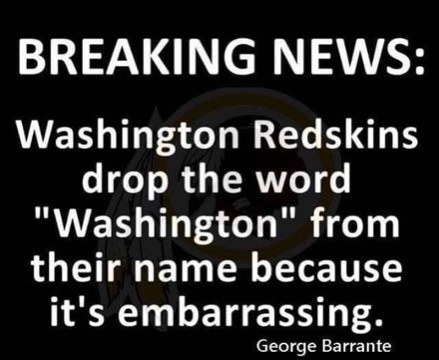 BREAKING NEWS:
Washington Redskins
drop the word
"Washington" from
their name because
it's embarrassing.
George Barrante